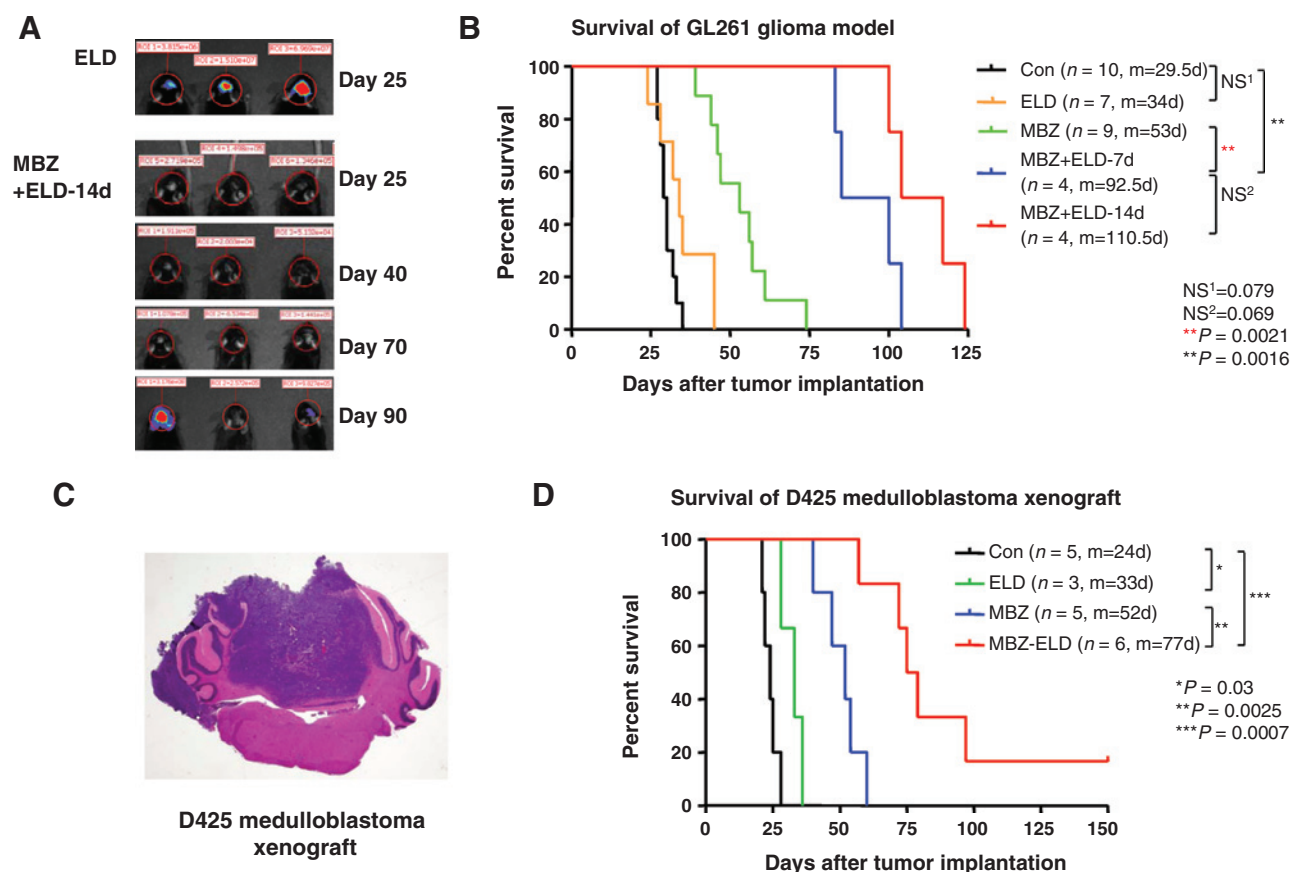 A
ELD
Day 25
MBZ
+ELD-14d
Day 25
Day 40
Day 70
Day 90
B
Survival of GL261 glioma model
Percent survival
100
80
60
40
20
0
0 25 50 75 100 125
Days after tumor implantation
Con (n = 10, m=29.5d)
ELD (n = 7, m=34d)
MBZ (n = 9, m=53d)
MBZ+ELD-7d
(n = 4, m=92.5d)
MBZ+ELD-14d
(n = 4, m=110.5d)
NS1
**
**
NS2
NS1=0.079
NS2=0.069
**P = 0.0021
**P = 0.0016
C
D425 medulloblastoma
xenograft
D
Survival of D425 medulloblastoma xenograft
Percent survival
100
80
60
40
20
0
0 25 50 75 100 150
Days after tumor implantation
Con (n = 5, m=24d)
ELD (n = 3, m=33d)
MBZ (n = 5, m=52d)
MBZ-ELD (n = 6, m=77d)
*
**
***
*P = 0.03
**P = 0.0025
***P = 0.0007